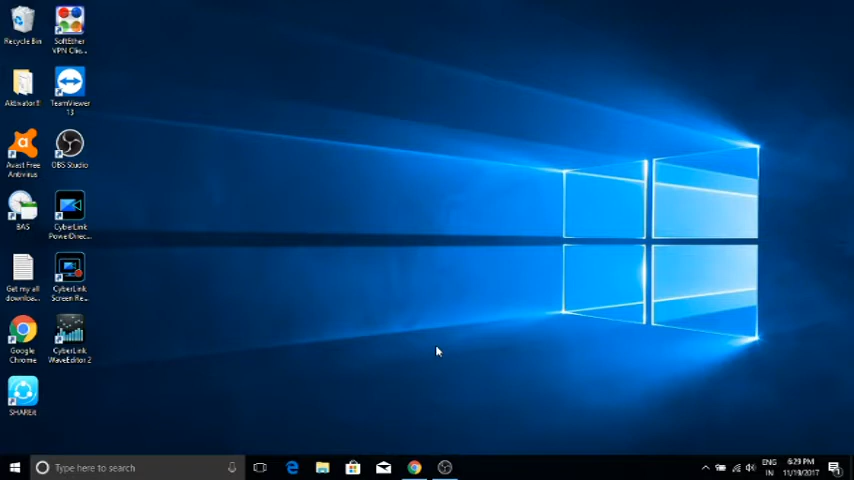 Recycle Bin
SoftEther
VPN Clie...
Aktivator!!
TeamViewer
13
Avast Free
Antivirus
OBS Studio
BAS
CyberLink
PowerDirec...
Get my all
downloa...
CyberLink
Screen Re...
Google
Chrome
CyberLink
WaveEditor 2
SHAREit
Type here to search
ENG
IN
6:29 PM
11/19/2017
1